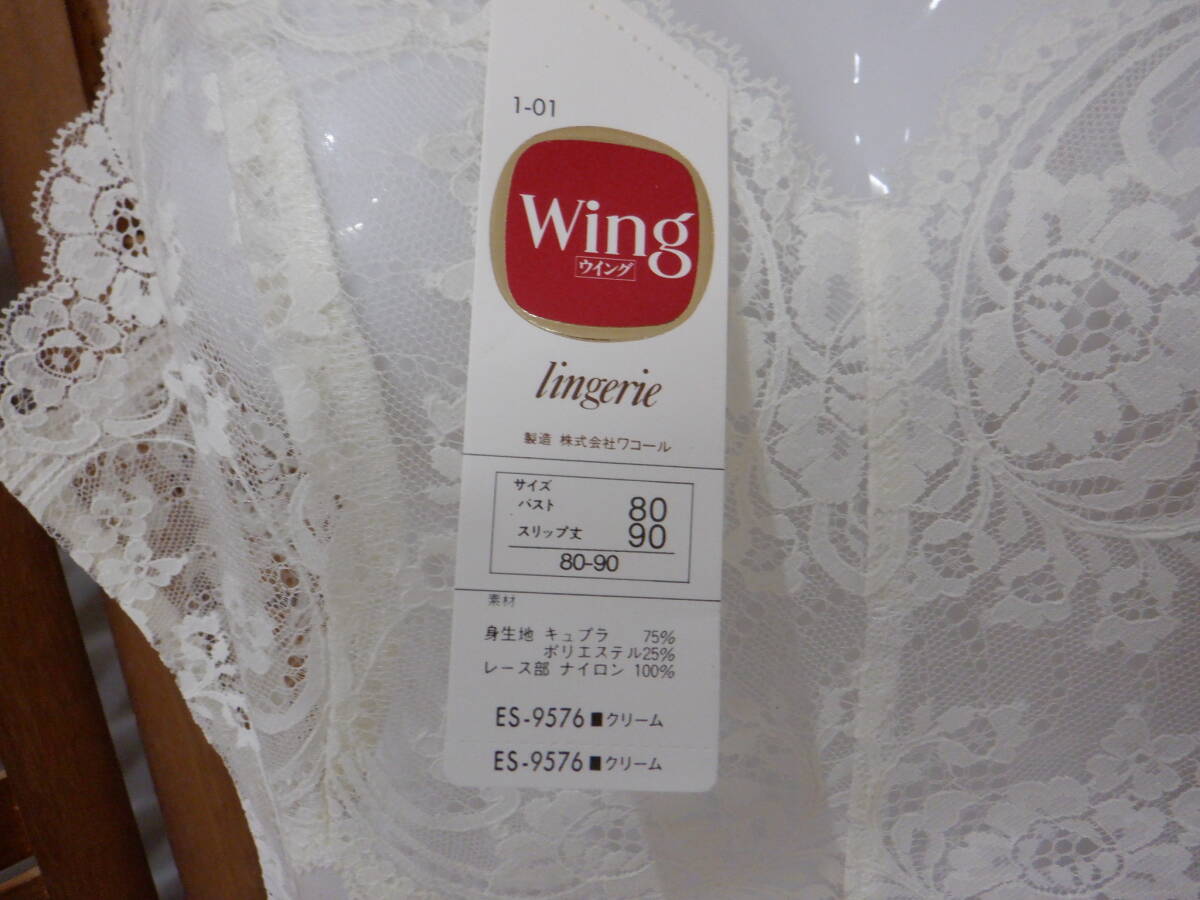 1-01
Wing
ウイング
lingerie
製造 株式会社ワコール
サイズ
バスト 80
スリップ丈 90
80-90
素材
身生地 キュプラ 75%
ポリエステル25%
レース部 ナイロン 100%
ES-9576■クリーム
ES-9576■クリーム